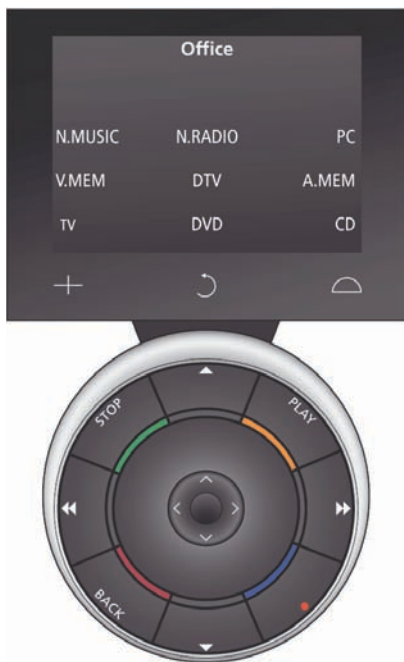 Office
N.MUSIC N.RADIO PC
V.MEM DTV A.MEM
TV DVD CD
STOP PLAY
BACK